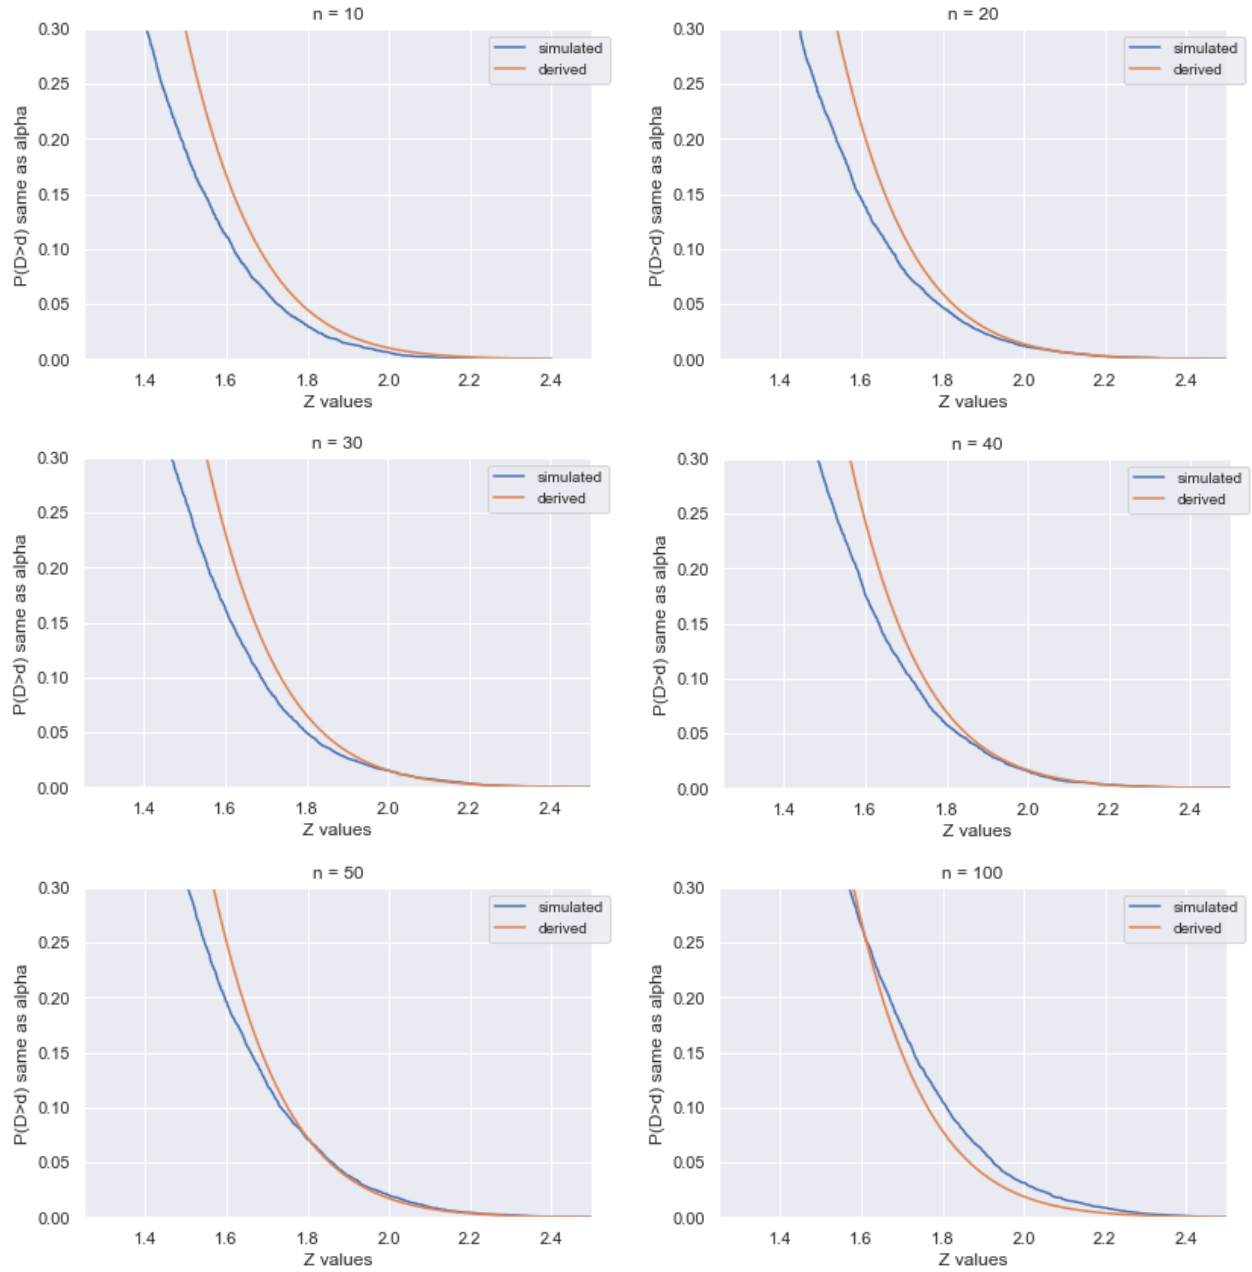 n = 10
0.30
0.25
0.20
0.15
0.10
0.05
0.00
P(D>d) same as alpha
simulated
derived
1.4 1.6 1.8 2.0 2.2 2.4
Z values
n = 20
0.30
0.25
0.20
0.15
0.10
0.05
0.00
P(D>d) same as alpha
simulated
derived
1.4 1.6 1.8 2.0 2.2 2.4
Z values
n = 30
0.30
0.25
0.20
0.15
0.10
0.05
0.00
P(D>d) same as alpha
simulated
derived
1.4 1.6 1.8 2.0 2.2 2.4
Z values
n = 40
0.30
0.25
0.20
0.15
0.10
0.05
0.00
P(D>d) same as alpha
simulated
derived
1.4 1.6 1.8 2.0 2.2 2.4
Z values
n = 50
0.30
0.25
0.20
0.15
0.10
0.05
0.00
P(D>d) same as alpha
simulated
derived
1.4 1.6 1.8 2.0 2.2 2.4
Z values
n = 100
0.30
0.25
0.20
0.15
0.10
0.05
0.00
P(D>d) same as alpha
simulated
derived
1.4 1.6 1.8 2.0 2.2 2.4
Z values